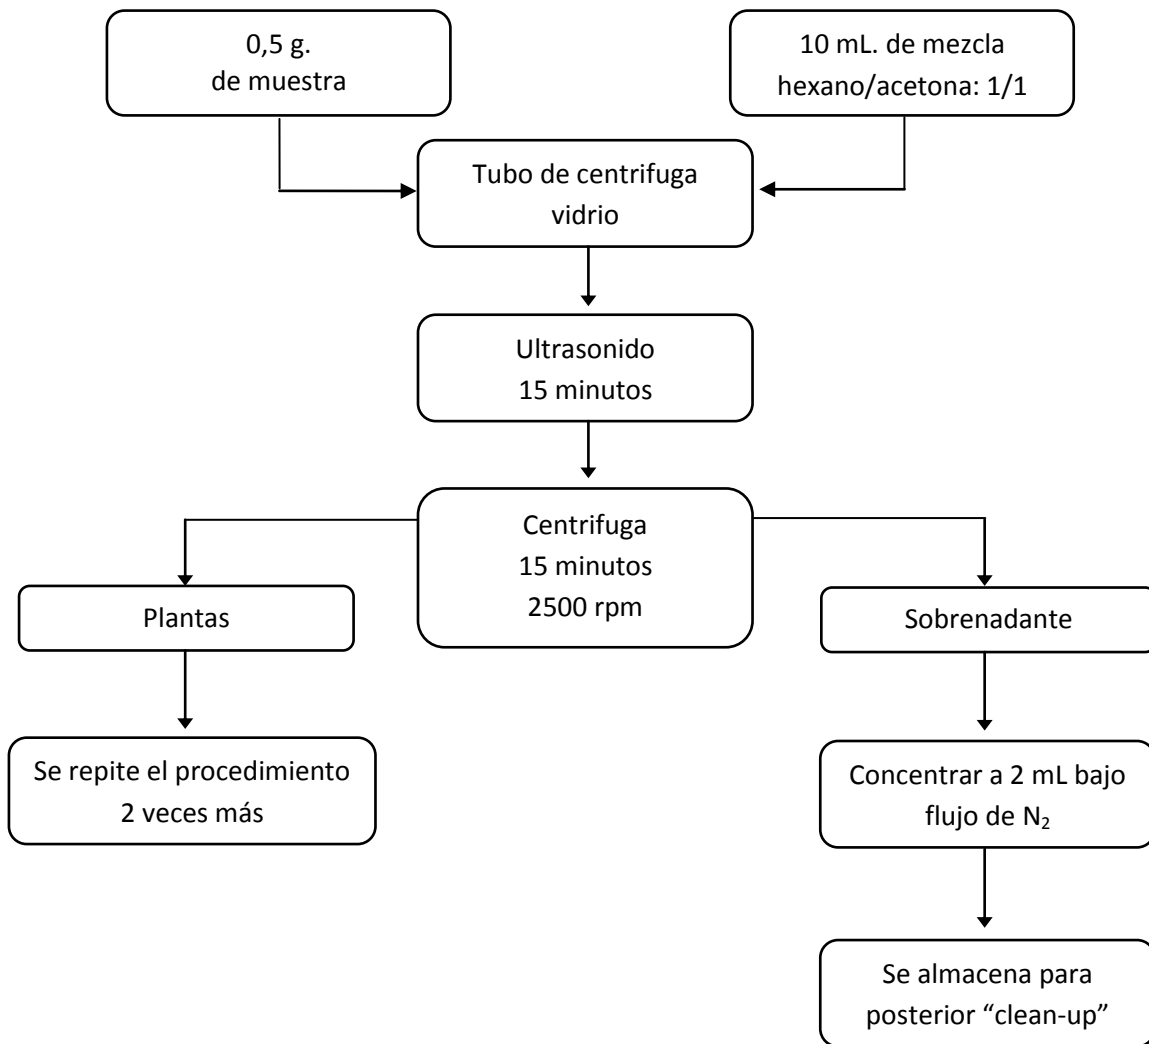 0,5 g.
de muestra
10 mL. de mezcla
hexano/acetona: 1/1
Tubo de centrifuga
vidrio
Ultrasonido
15 minutos
Centrifuga
15 minutos
2500 rpm
Plantas
Sobrenadante
Se repite el procedimiento
2 veces más
Concentrar a 2 mL bajo
flujo de N₂
Se almacena para
posterior “clean-up”